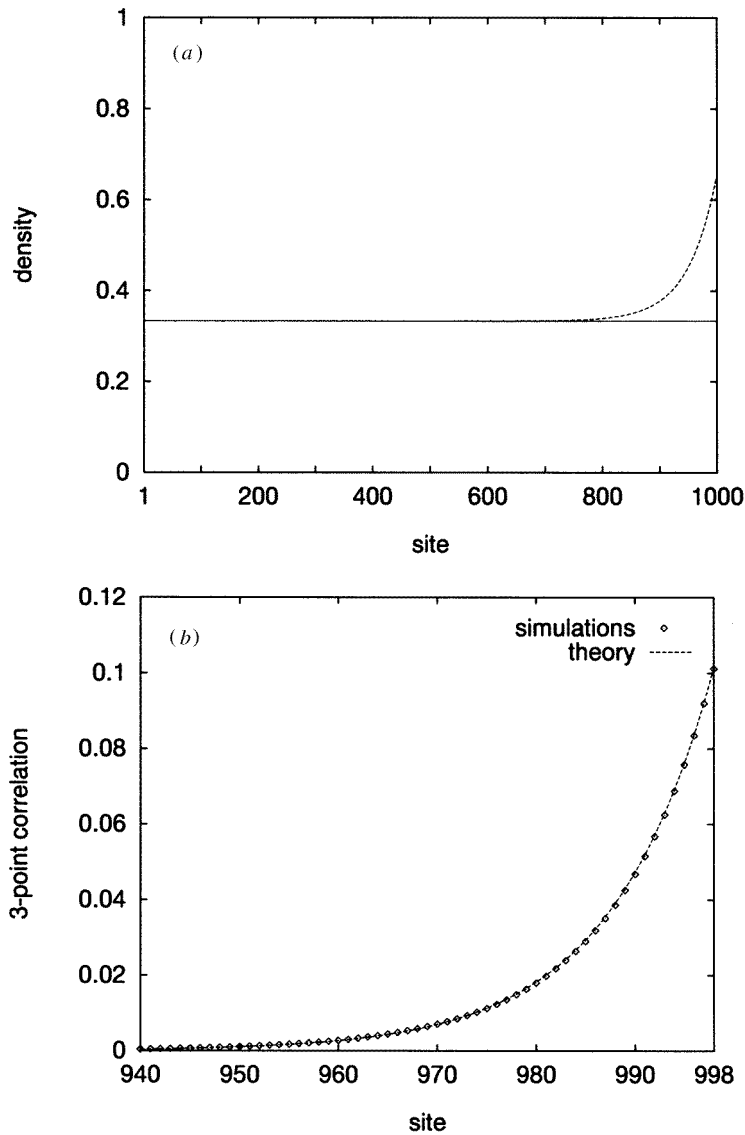 (a)
1
0.8
0.6
0.4
0.2
0
density
1 200 400 600 800 1000
site
(b)
simulations
theory
0.12
0.1
0.08
0.06
0.04
0.02
0
3-point correlation
940 950 960 970 980 990 998
site